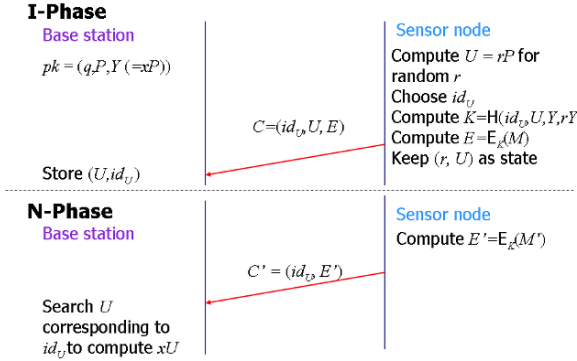 I-Phase
Base station
Sensor node
pk = (q,P,Y (=xP))
Compute U = rP for
random r
Choose id_U
Compute K=H(id_U,U,Y,rY
C=(id_U, U, E)
Compute E=E_K(M)
Keep (r, U) as state
Store (U,id_U)
N-Phase
Base station
Sensor node
Compute E'=E_K(M')
C' = (id_U, E')
Search U
corresponding to
id_U to compute xU